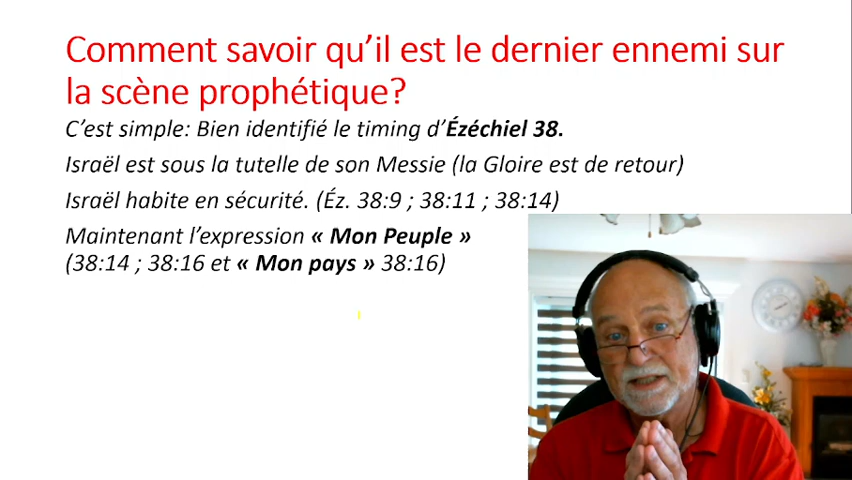 Comment savoir qu’il est le dernier ennemi sur
la scène prophétique?
C’est simple: Bien identifié le timing d’Ézéchiel 38.
Israël est sous la tutelle de son Messie (la Gloire est de retour)
Israël habite en sécurité. (Éz. 38:9 ; 38:11 ; 38:14)
Maintenant l’expression « Mon Peuple »
(38:14 ; 38:16 et « Mon pays » 38:16)